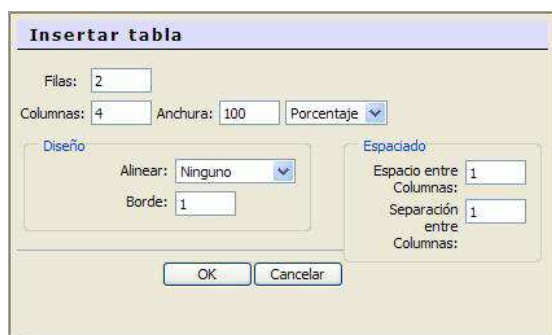 Insertar tabla
Filas: 2
Columnas: 4 Anchura: 100 Porcentaje
Diseño
Alinear: Ninguno
Borde: 1
Espaciado
Espacio entre
Columnas: 1
Separación
entre
Columnas: 1
OK Cancelar